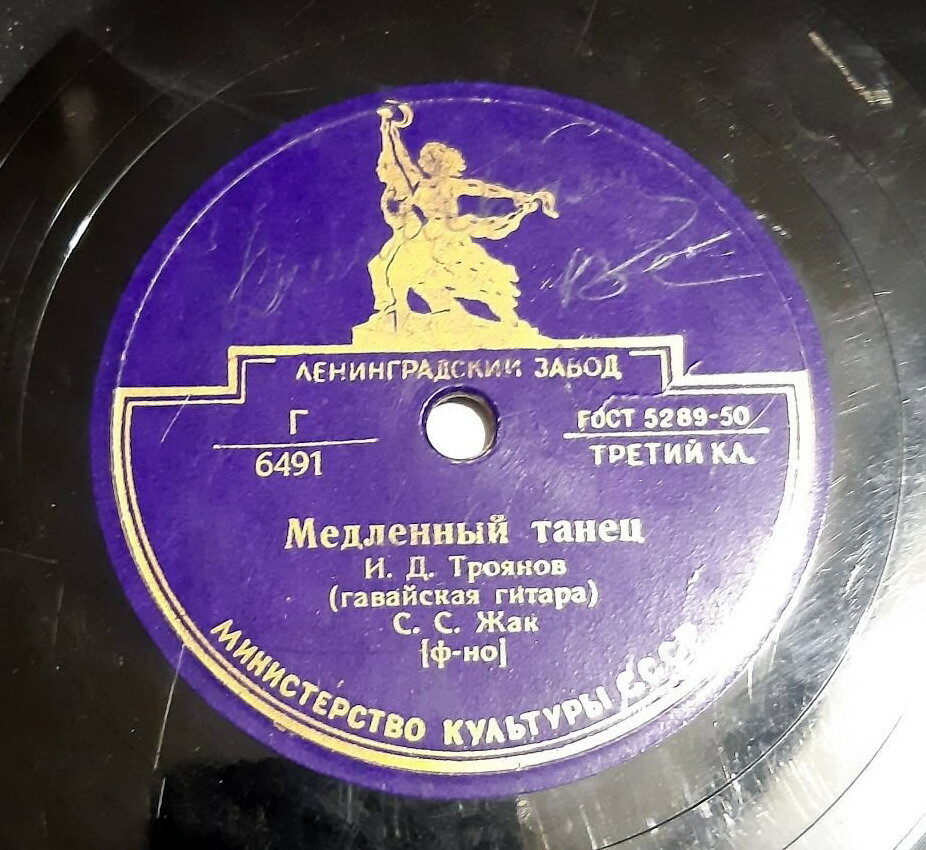 ЛЕНИНГРАДСКИЙ ЗАВОД
Г
6491
ГОСТ 5289-50
ТРЕТИЙ КЛ.
Медленный танец
И. Д. Троянов
(гавайская гитара)
С. С. Жак
[ф-но]
МИНИСТЕРСТВО КУЛЬТУРЫ СССР